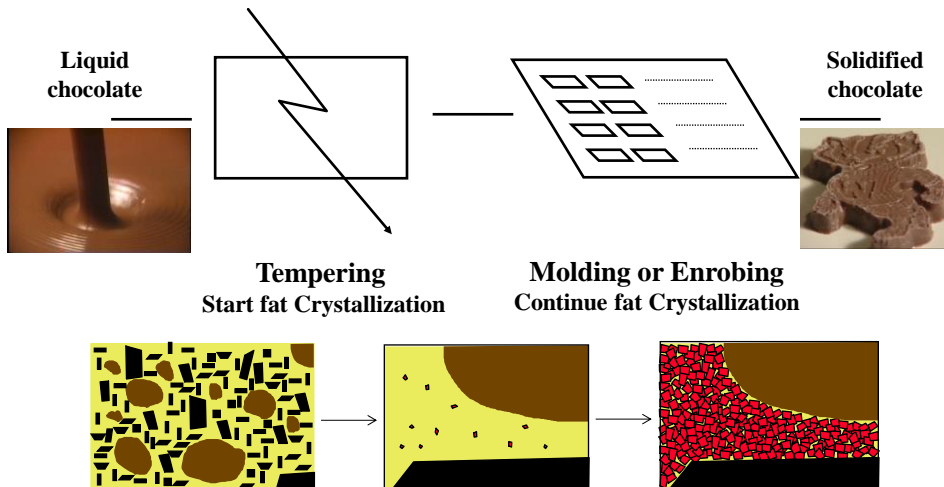 Liquid
chocolate
Solidified
chocolate
Tempering
Start fat Crystallization
Molding or Enrobing
Continue fat Crystallization